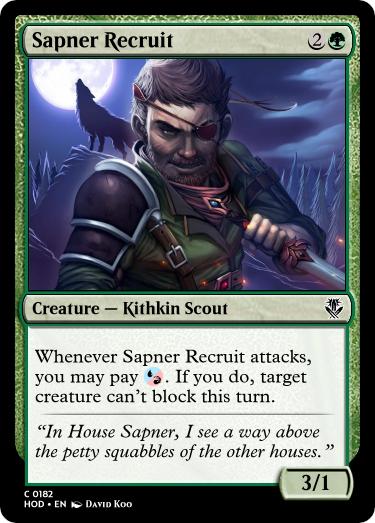 Sapner Recruit 2
Creature — Kithkin Scout
Whenever Sapner Recruit attacks,
you may pay . If you do, target
creature can't block this turn.
“In House Sapner, I see a way above
the petty squabbles of the other houses.”
3/1
C 0182
HOD • EN David Koo